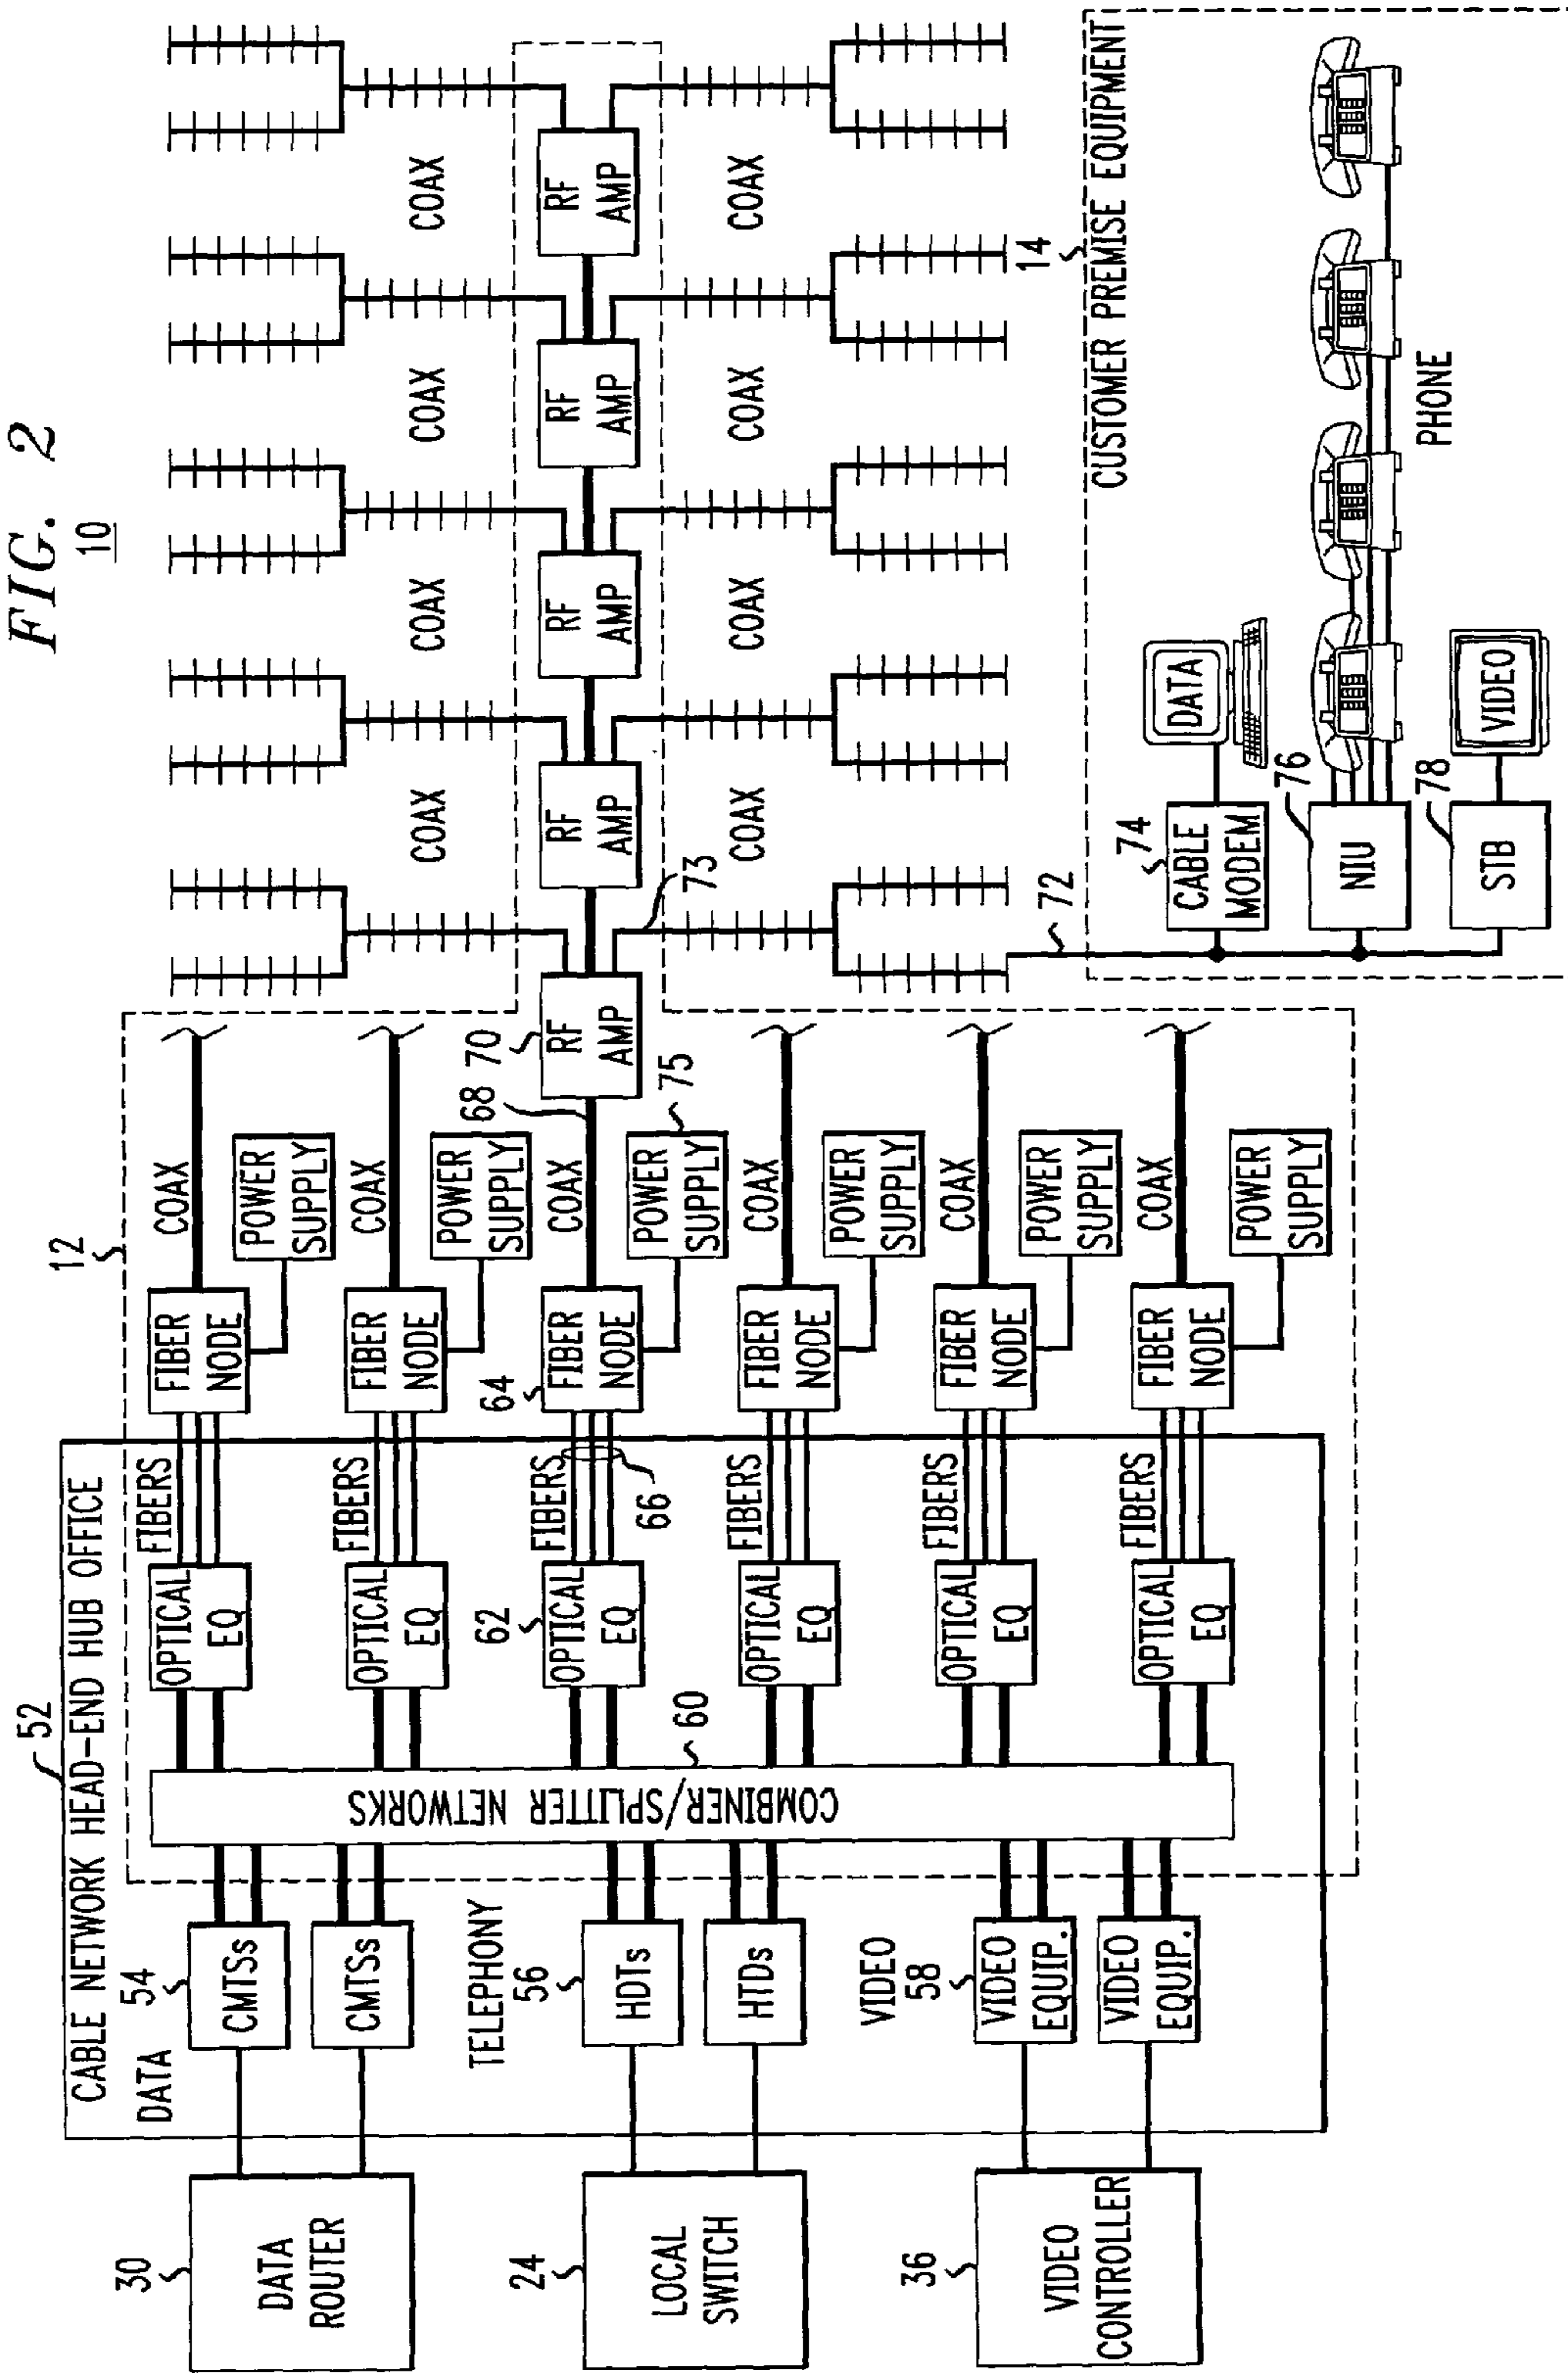 FIG. 2
10
52
CABLE NETWORK HEAD-END HUB OFFICE
12
30
DATA
ROUTER
DATA
54
CMTSs
CMTSs
24
LOCAL
SWITCH
TELEPHONY
56
HDTs
HTDs
36
VIDEO
CONTROLLER
VIDEO
58
VIDEO
EQUIP.
VIDEO
EQUIP.
COMBINER/SPLITTER NETWORKS
60
OPTICAL
EQ
FIBERS
FIBER
NODE
COAX
POWER
SUPPLY
OPTICAL
EQ
FIBERS
FIBER
NODE
COAX
POWER
SUPPLY
62
OPTICAL
EQ
FIBERS
66
64
FIBER
NODE
COAX
68
POWER
SUPPLY
75
OPTICAL
EQ
FIBERS
FIBER
NODE
COAX
POWER
SUPPLY
OPTICAL
EQ
FIBERS
FIBER
NODE
COAX
POWER
SUPPLY
OPTICAL
EQ
FIBERS
FIBER
NODE
COAX
POWER
SUPPLY
COAX
COAX
COAX
COAX
70
RF
AMP
RF
AMP
RF
AMP
RF
AMP
RF
AMP
73
COAX
COAX
COAX
COAX
72
14
CUSTOMER PREMISE EQUIPMENT
74
CABLE
MODEM
DATA
76
NIU
PHONE
78
STB
VIDEO